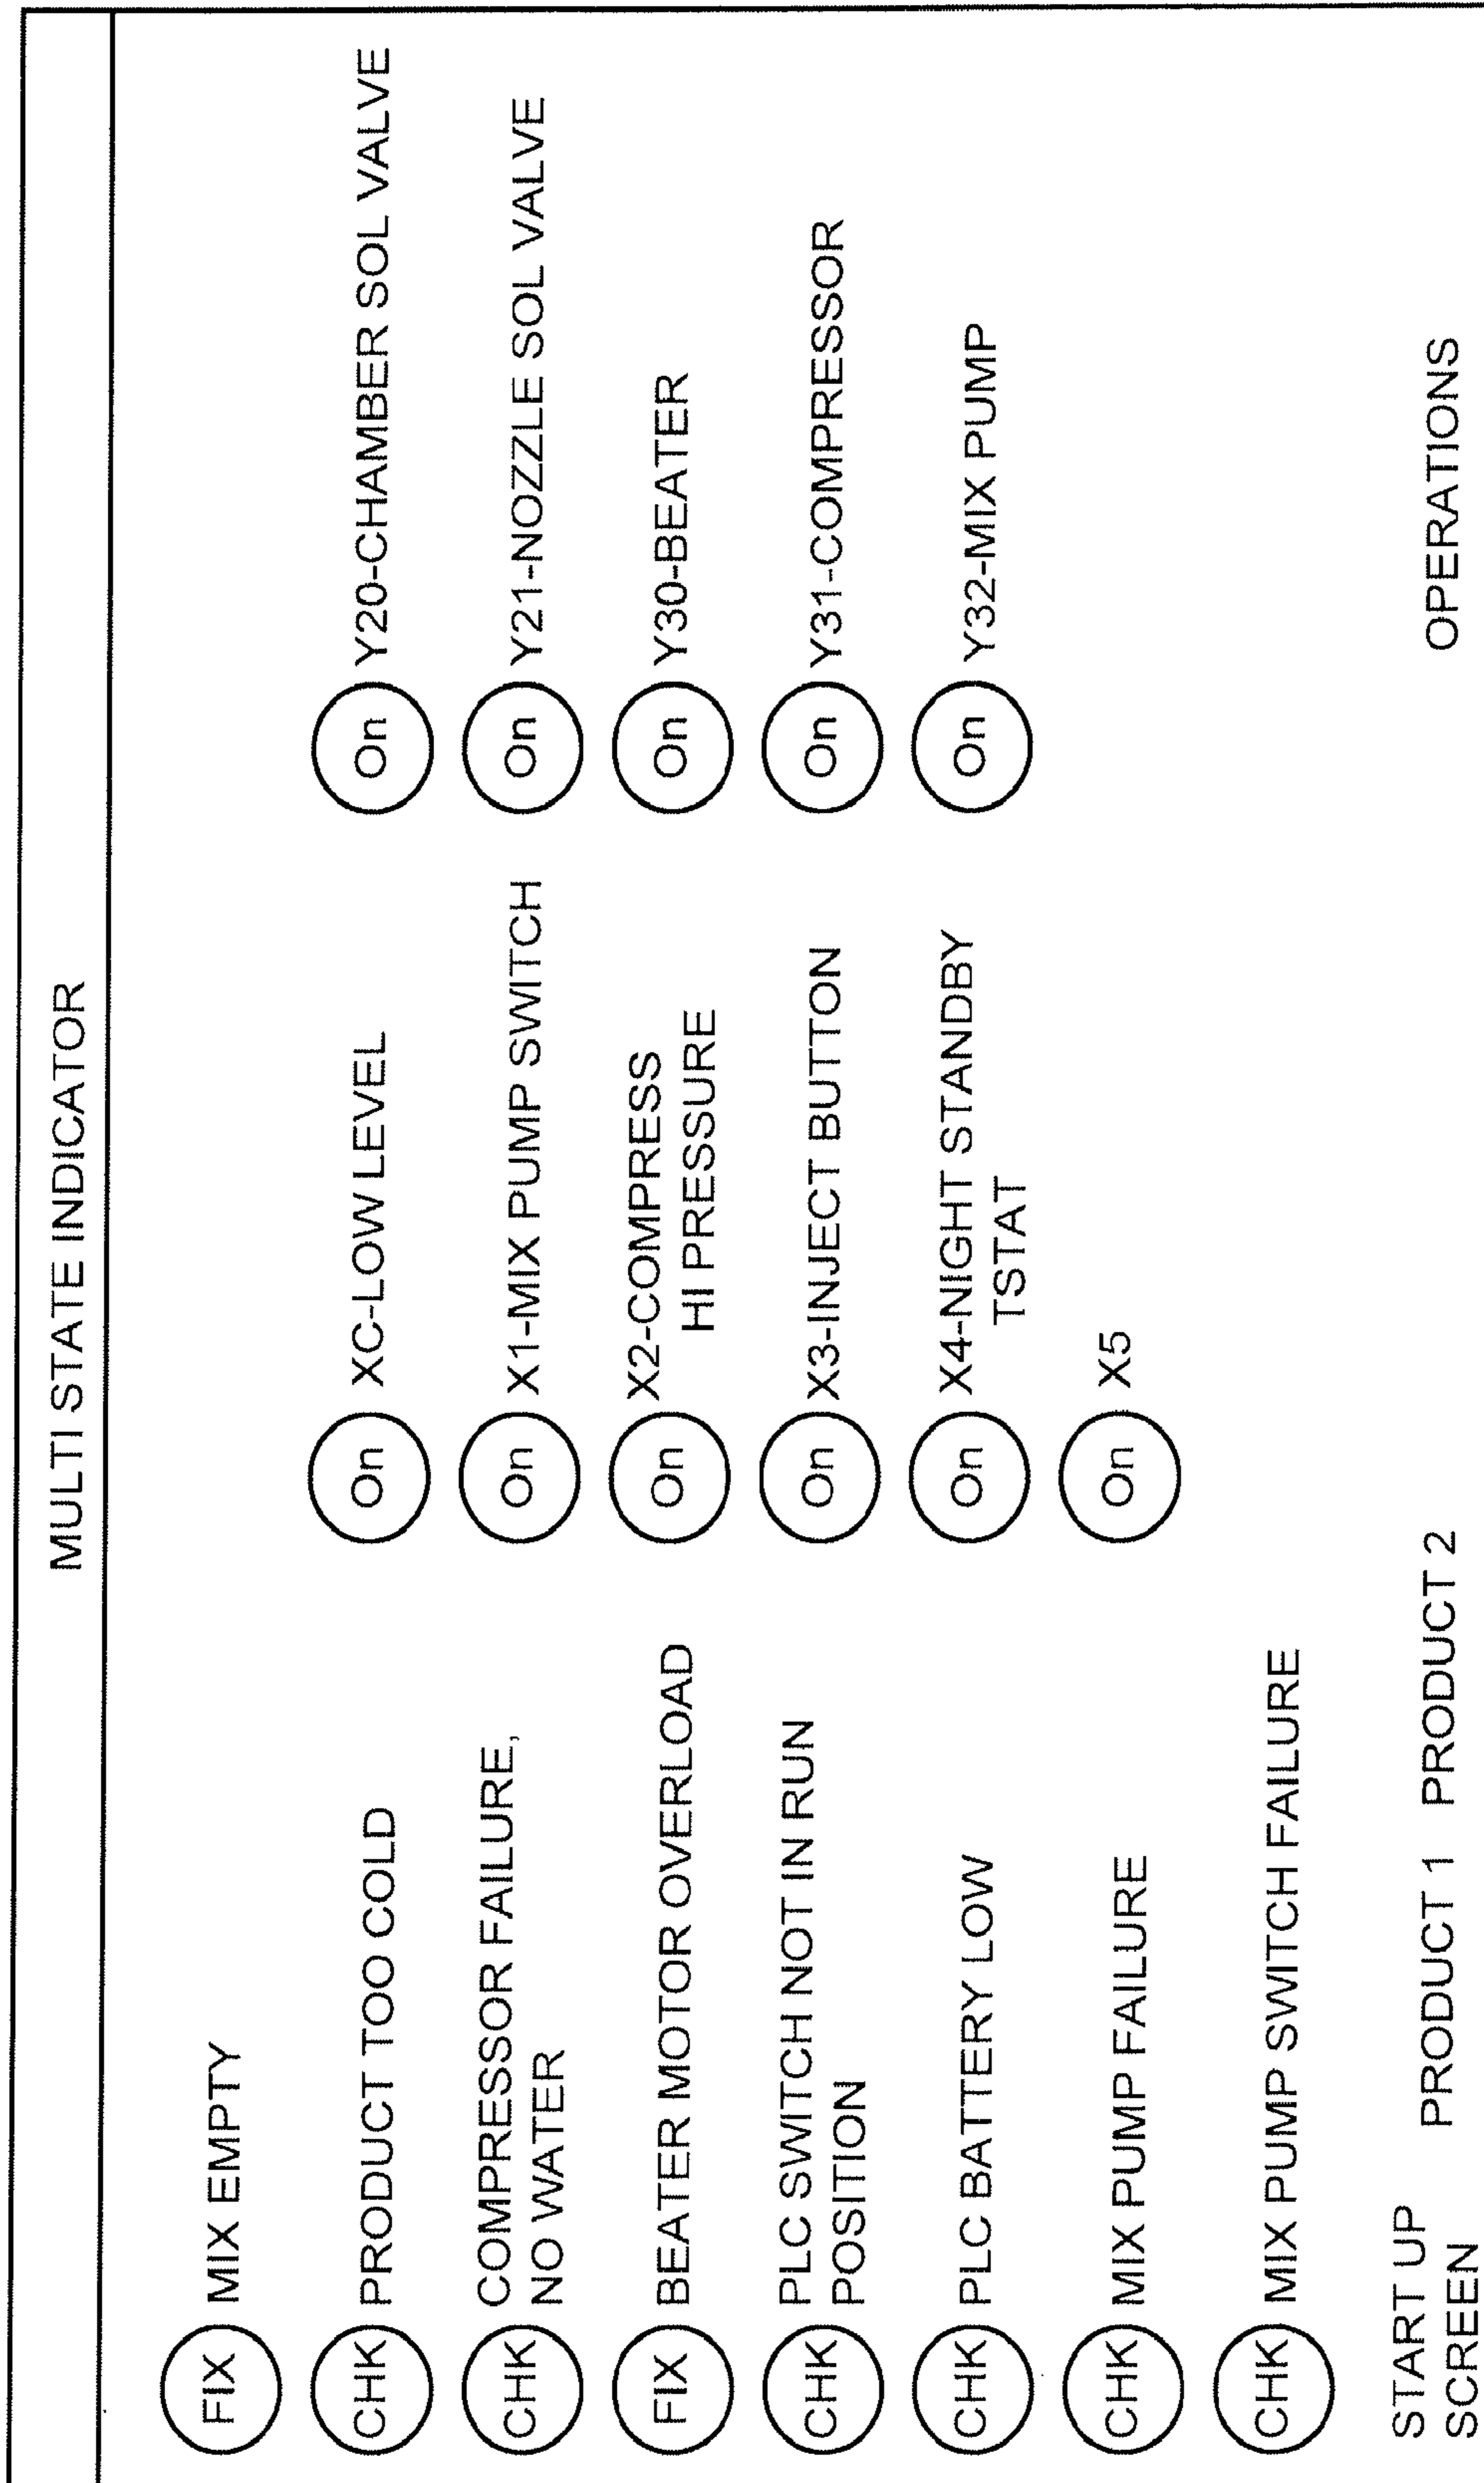 MULTI STATE INDICATOR
FIX MIX EMPTY
CHK PRODUCT TOO COLD
CHK COMPRESSOR FAILURE,
NO WATER
FIX BEATER MOTOR OVERLOAD
CHK PLC SWITCH NOT IN RUN
POSITION
CHK PLC BATTERY LOW
CHK MIX PUMP FAILURE
CHK MIX PUMP SWITCH FAILURE
On XC-LOW LEVEL
On X1-MIX PUMP SWITCH
On X2-COMPRESS
HI PRESSURE
On X3-INJECT BUTTON
On X4-NIGHT STANDBY
TSTAT
On X5
On Y20-CHAMBER SOL VALVE
On Y21-NOZZLE SOL VALVE
On Y30-BEATER
On Y31-COMPRESSOR
On Y32-MIX PUMP
START UP
SCREEN
PRODUCT 1 PRODUCT 2
OPERATIONS